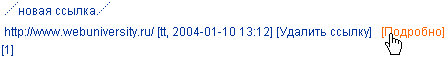 новая ссылка.
http://www.webuniversity.ru/ [tt, 2004-01-10 13:12] [Удалить ссылку] [Подробно]
[1]